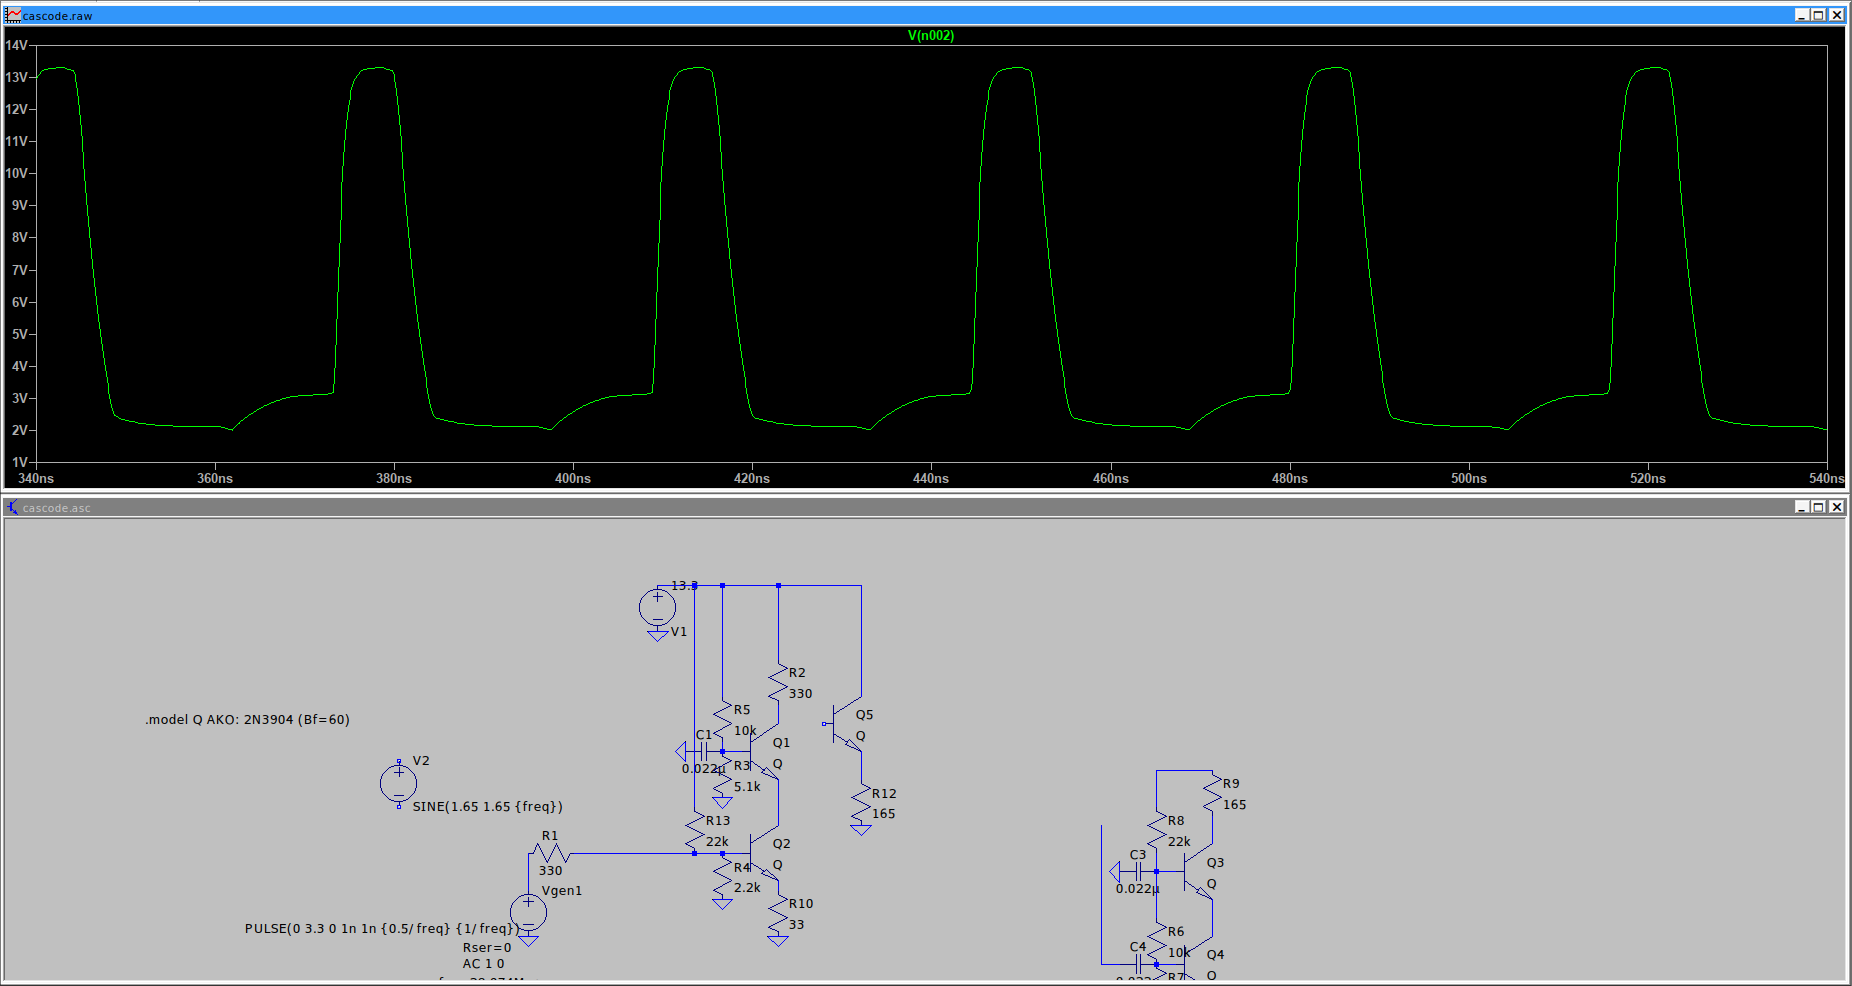 cascode.raw
V(n002)
14V
13V
12V
11V
10V
9V
8V
7V
6V
5V
4V
3V
2V
1V
340ns 360ns 380ns 400ns 420ns 440ns 460ns 480ns 500ns 520ns 540ns
cascode.asc
13.3
V1
R2
330
R5
10k
Q5
Q
.model Q AKO: 2N3904 (Bf=60)
C1
0.022µ
Q1
Q
R3
5.1k
V2
SINE(1.65 1.65 {freq})
R12
165
R9
165
R13
22k
R8
22k
R1
330
Q2
Q
R4
2.2k
C3
0.022µ
Q3
Q
Vgen1
R10
33
PULSE(0 3.3 0 1n 1n {0.5/freq} {1/freq})
Rser=0
AC 1 0
R6
10k
C4
Q4
Q
R7